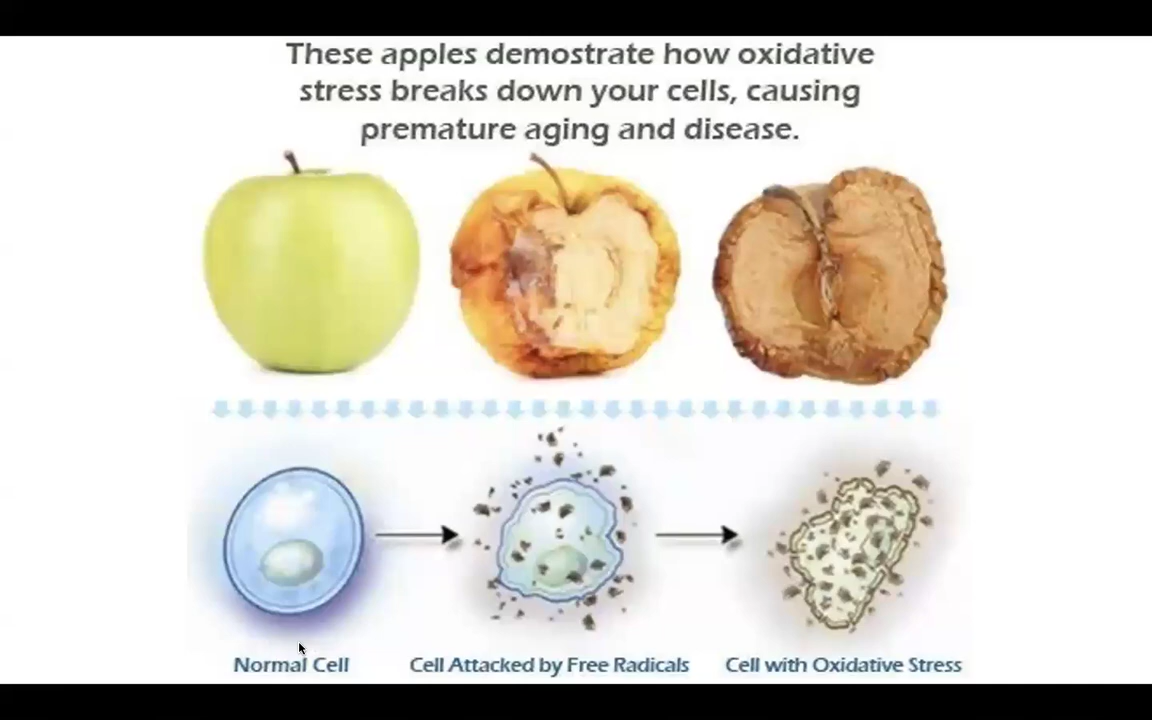 These apples demostrate how oxidative
stress breaks down your cells, causing
premature aging and disease.
Normal Cell
Cell Attacked by Free Radicals
Cell with Oxidative Stress